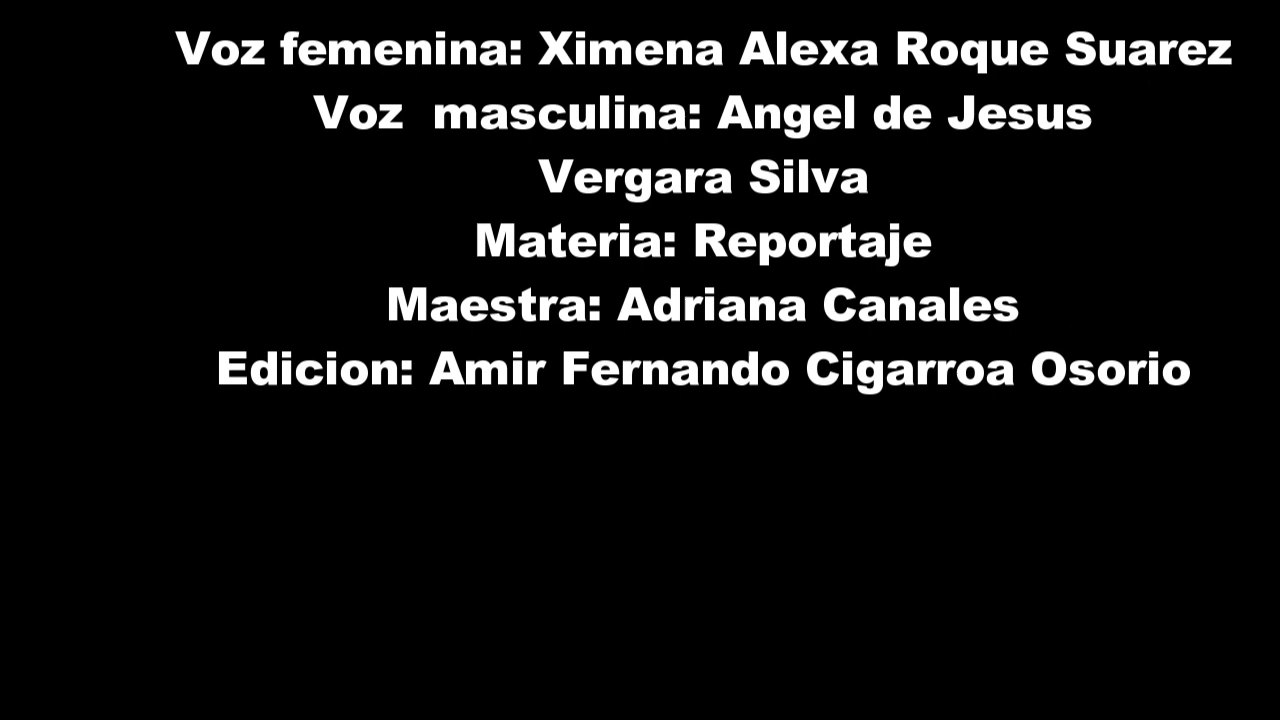 Voz femenina: Ximena Alexa Roque Suarez
Voz  masculina: Angel de Jesus
Vergara Silva
Materia: Reportaje
Maestra: Adriana Canales
Edicion: Amir Fernando Cigarroa Osorio